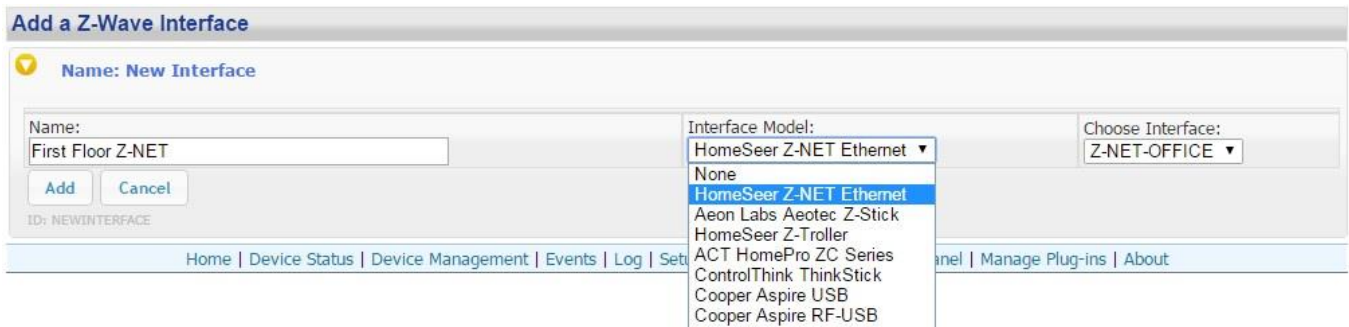 Add a Z-Wave Interface
Name: New Interface
Name: Interface Model: Choose Interface:
First Floor Z-NET HomeSeer Z-NET Ethernet Z-NET-OFFICE
None
HomeSeer Z-NET Ethernet
Aeon Labs Aeotec Z-Stick
HomeSeer Z-Troller
ACT HomePro ZC Series
ControlThink ThinkStick
Cooper Aspire USB
Cooper Aspire RF-USB
Add Cancel
ID: NEWINTERFACE
Home | Device Status | Device Management | Events | Log | | Manage Plug-ins | About